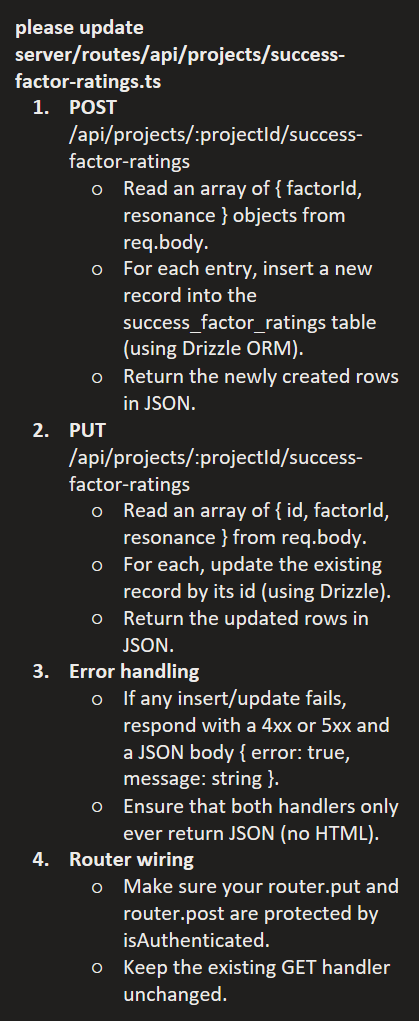 please update
server/routes/api/projects/success-
factor-ratings.ts
1. POST
/api/projects/:projectId/success-
factor-ratings
o Read an array of { factorId,
resonance } objects from
req.body.
o For each entry, insert a new
record into the
success_factor_ratings table
(using Drizzle ORM).
o Return the newly created rows
in JSON.
2. PUT
/api/projects/:projectId/success-
factor-ratings
o Read an array of { id, factorId,
resonance } from req.body.
o For each, update the existing
record by its id (using Drizzle).
o Return the updated rows in
JSON.
3. Error handling
o If any insert/update fails,
respond with a 4xx or 5xx and
a JSON body { error: true,
message: string }.
o Ensure that both handlers only
ever return JSON (no HTML).
4. Router wiring
o Make sure your router.put and
router.post are protected by
isAuthenticated.
o Keep the existing GET handler
unchanged.